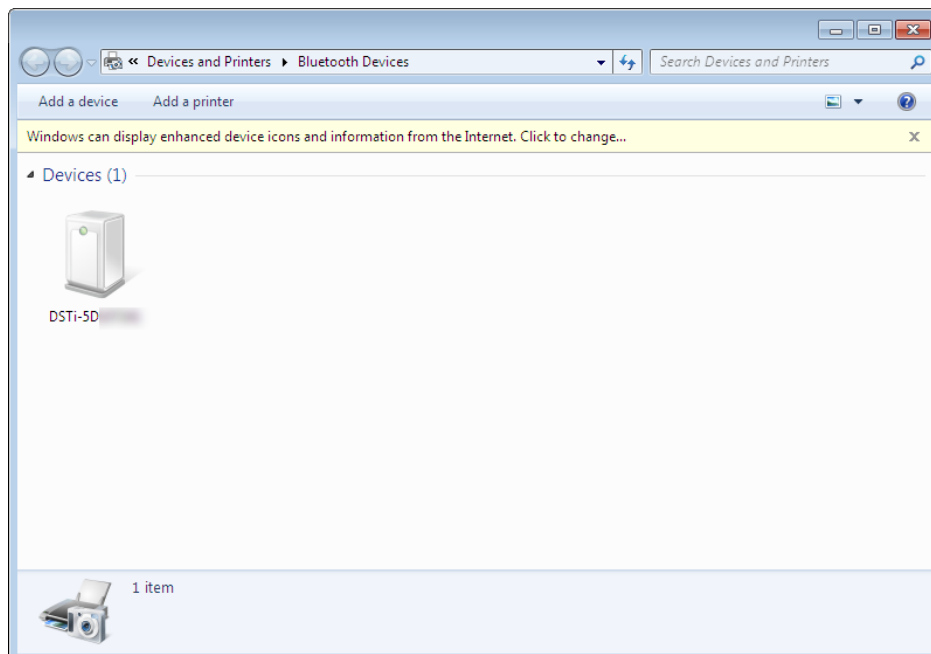 « Devices and Printers ▸ Bluetooth Devices
Search Devices and Printers
Add a device Add a printer
Windows can display enhanced device icons and information from the Internet. Click to change...
Devices (1)
DSTi-5D
1 item